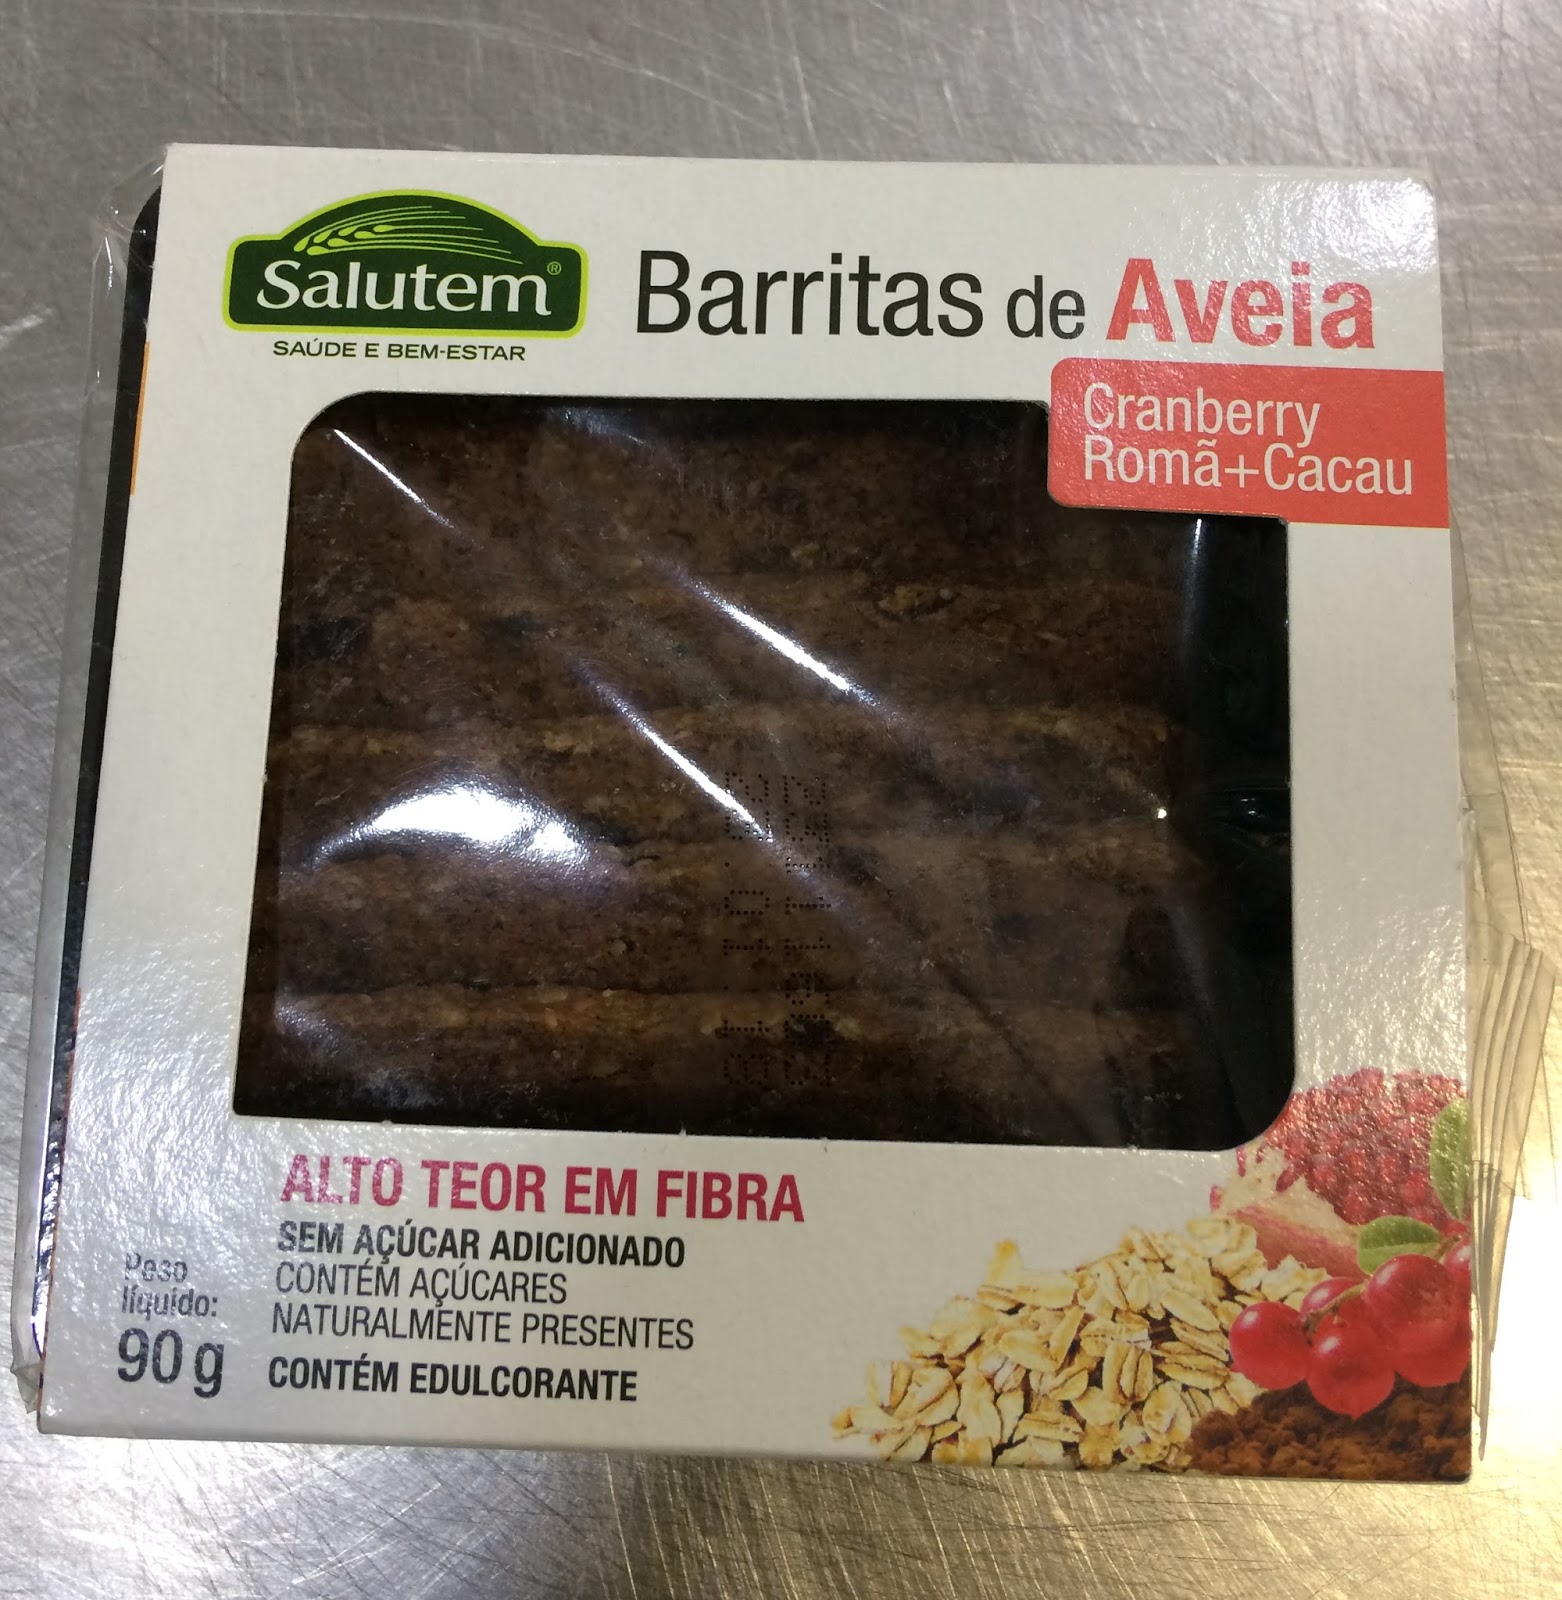 Salutem®
SAÚDE E BEM-ESTAR
Barritas de Aveia
Cranberry
Romã+Cacau
ALTO TEOR EM FIBRA
SEM AÇÚCAR ADICIONADO
CONTÉM AÇÚCARES
NATURALMENTE PRESENTES
CONTÉM EDULCORANTE
Peso
líquido:
90 g